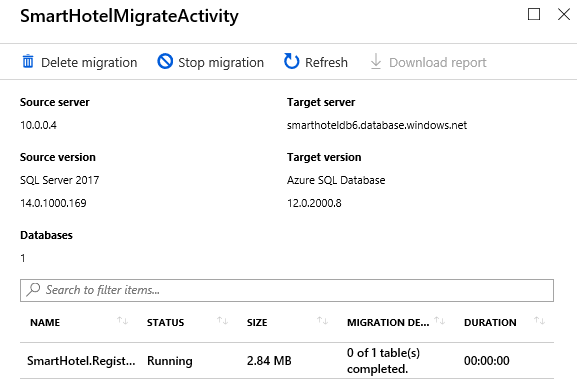 SmartHotelMigrateActivity
Delete migration Stop migration Refresh Download report
Source server Target server
10.0.0.4 smarthoteldb6.database.windows.net
Source version Target version
SQL Server 2017 Azure SQL Database
14.0.1000.169 12.0.2000.8
Databases
1
Search to filter items...
NAME STATUS SIZE MIGRATION DE... DURATION
SmartHotel.Regist... Running 2.84 MB 0 of 1 table(s) 00:00:00
completed.